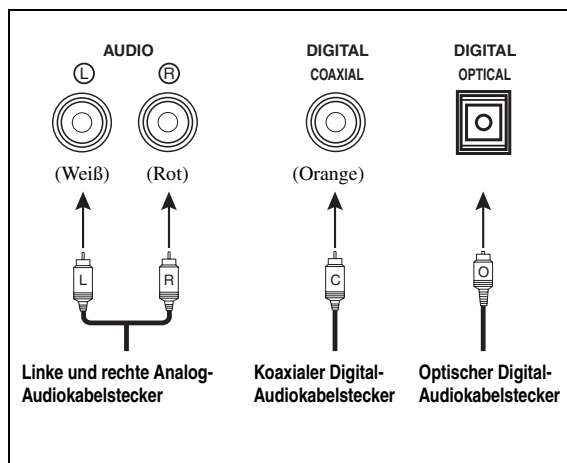 AUDIO
L R
(Weiß) (Rot)
L R
Linke und rechte Analog-
Audiokabelstecker
DIGITAL
COAXIAL
(Orange)
C
Koaxialer Digital-
Audiokabelstecker
DIGITAL
OPTICAL
O
Optischer Digital-
Audiokabelstecker